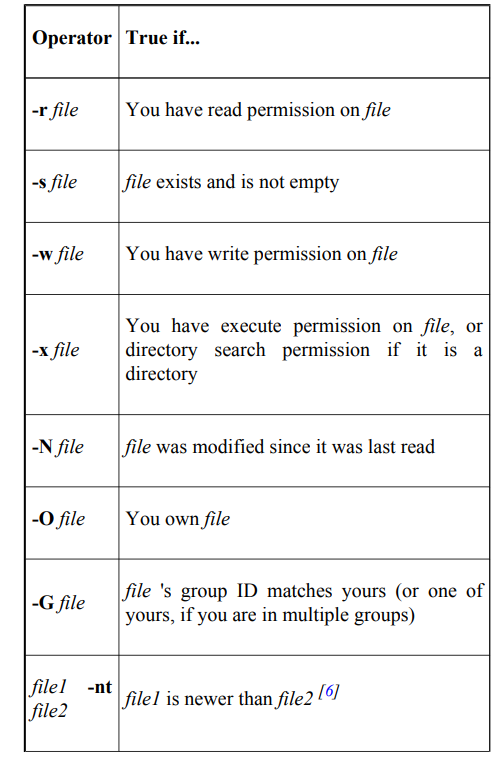 Operator True if...
-r file You have read permission on file
-s file file exists and is not empty
-w file You have write permission on file
You have execute permission on file, or
-x file directory search permission if it is a
directory
-N file file was modified since it was last read
-O file You own file
-G file file 's group ID matches yours (or one of
yours, if you are in multiple groups)
file1 -nt
file2
file1 is newer than file2 [6]